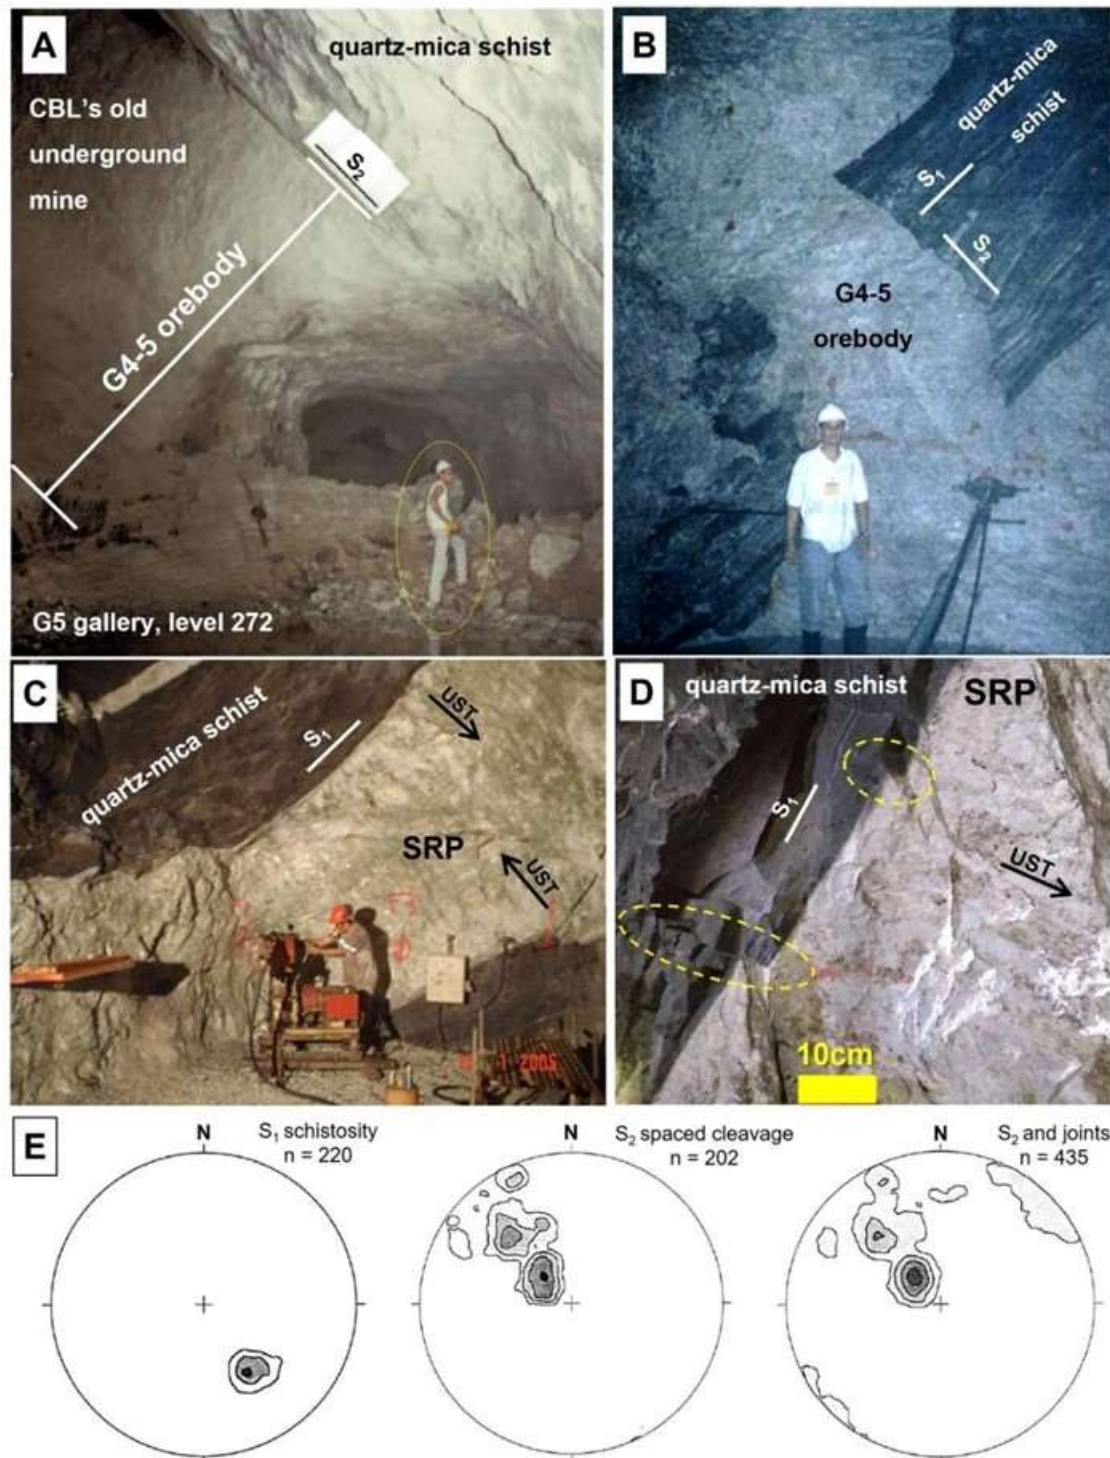 A
quartz-mica schist
CBL's old
underground
mine
S2
G4-5 orebody
G5 gallery, level 272
B
quartz-mica
schist
S1
S2
G4-5
orebody
C
quartz-mica schist
S1
UST
SRP
UST
1 2005
D
quartz-mica schist
SRP
S1
UST
10cm
E
N
S1 schistosity
n = 220
N
S2 spaced cleavage
n = 202
N
S2 and joints
n = 435